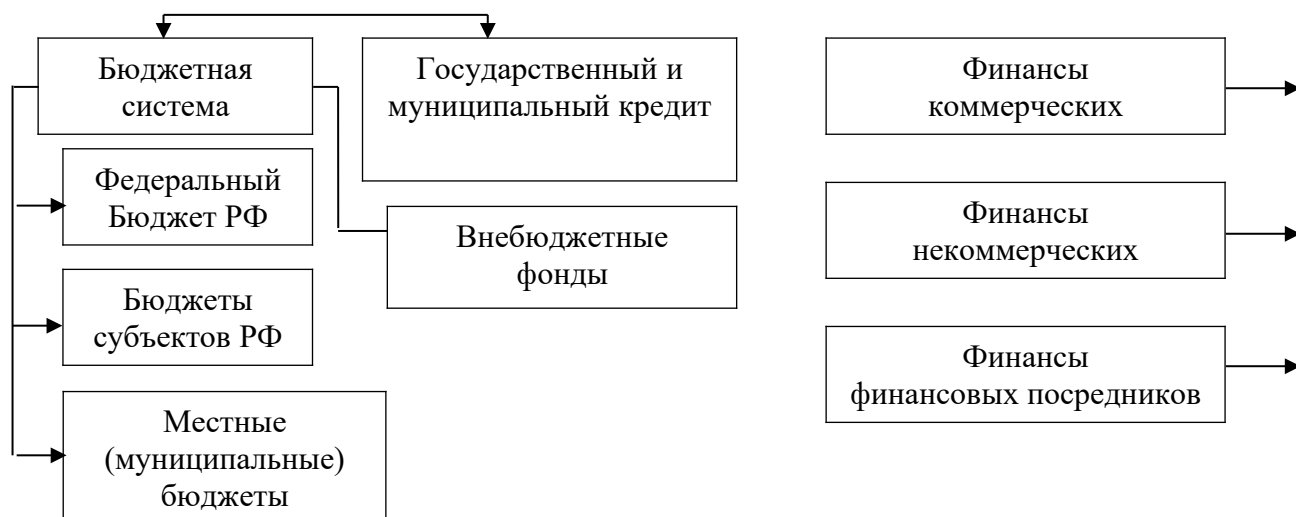 Бюджетная
система
Государственный и
муниципальный кредит
Финансы
коммерческих
Федеральный
Бюджет РФ
Внебюджетные
фонды
Финансы
некоммерческих
Бюджеты
субъектов РФ
Финансы
финансовых посредников
Местные
(муниципальные)
бюджеты